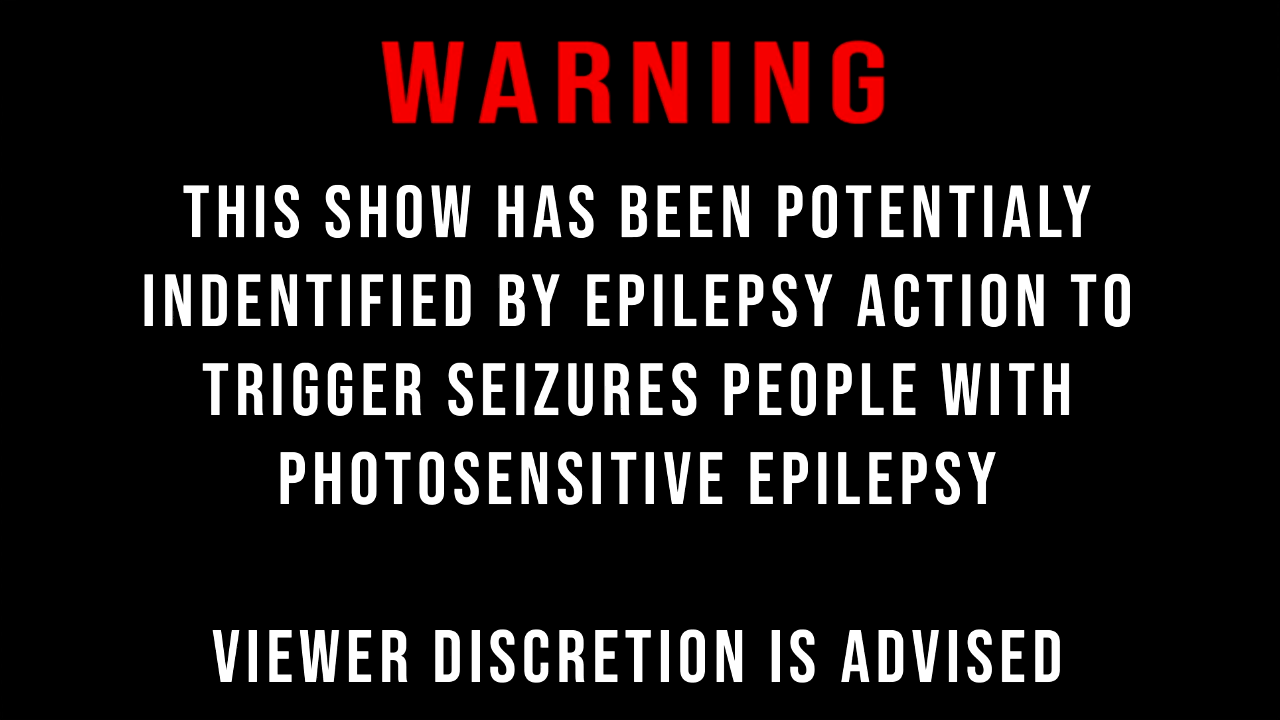 WARNING
THIS SHOW HAS BEEN POTENTIALY
INDENTIFIED BY EPILEPSY ACTION TO
TRIGGER SEIZURES PEOPLE WITH
PHOTOSENSITIVE EPILEPSY
VIEWER DISCRETION IS ADVISED